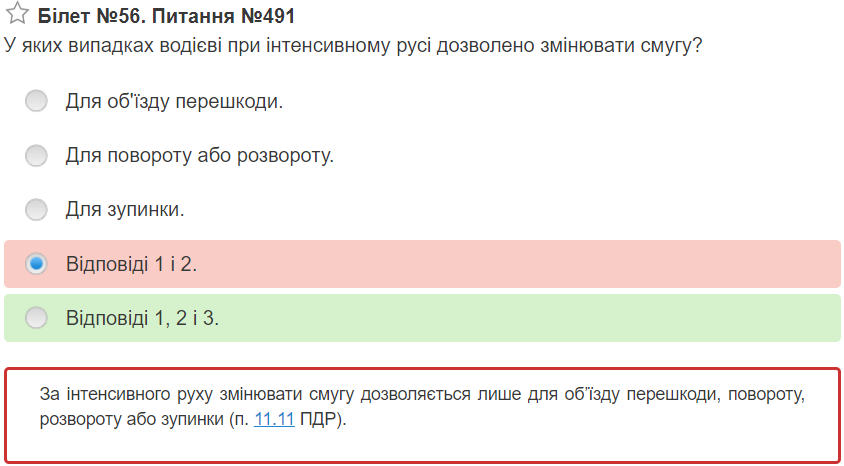 Білет №56. Питання №491
У яких випадках водієві при інтенсивному русі дозволено змінювати смугу?
Для об'їзду перешкоди.
Для повороту або розвороту.
Для зупинки.
Відповіді 1 і 2.
Відповіді 1, 2 і 3.
За інтенсивного руху змінювати смугу дозволяється лише для об’їзду перешкоди, повороту,
розвороту або зупинки (п. 11.11 ПДР).